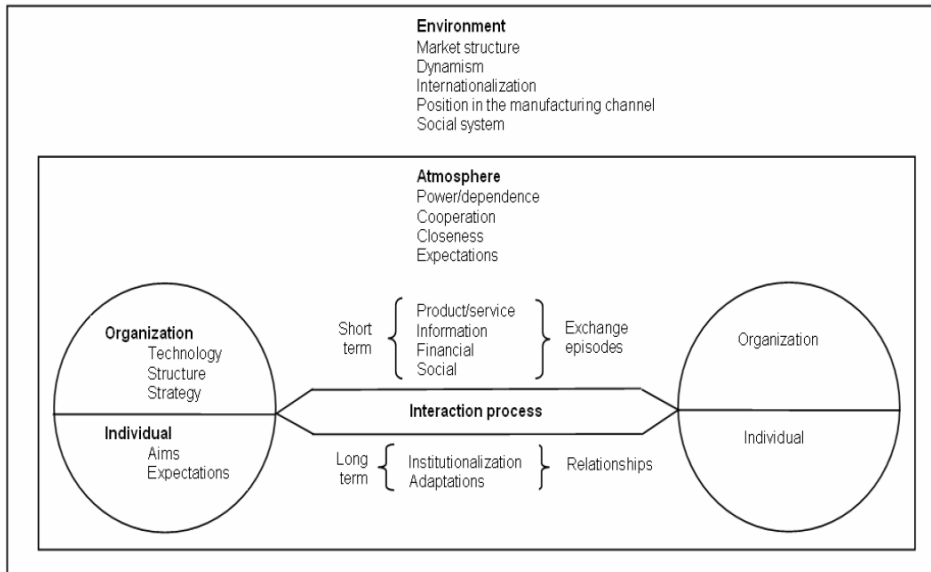 Environment
Market structure
Dynamism
Internationalization
Position in the manufacturing channel
Social system
Atmosphere
Power/dependence
Cooperation
Closeness
Expectations
Organization
Technology
Structure
Strategy
Individual
Aims
Expectations
Short
term
Product/service
Information
Financial
Social
Exchange
episodes
Interaction process
Long
term
Institutionalization
Adaptations
Relationships
Organization
Individual